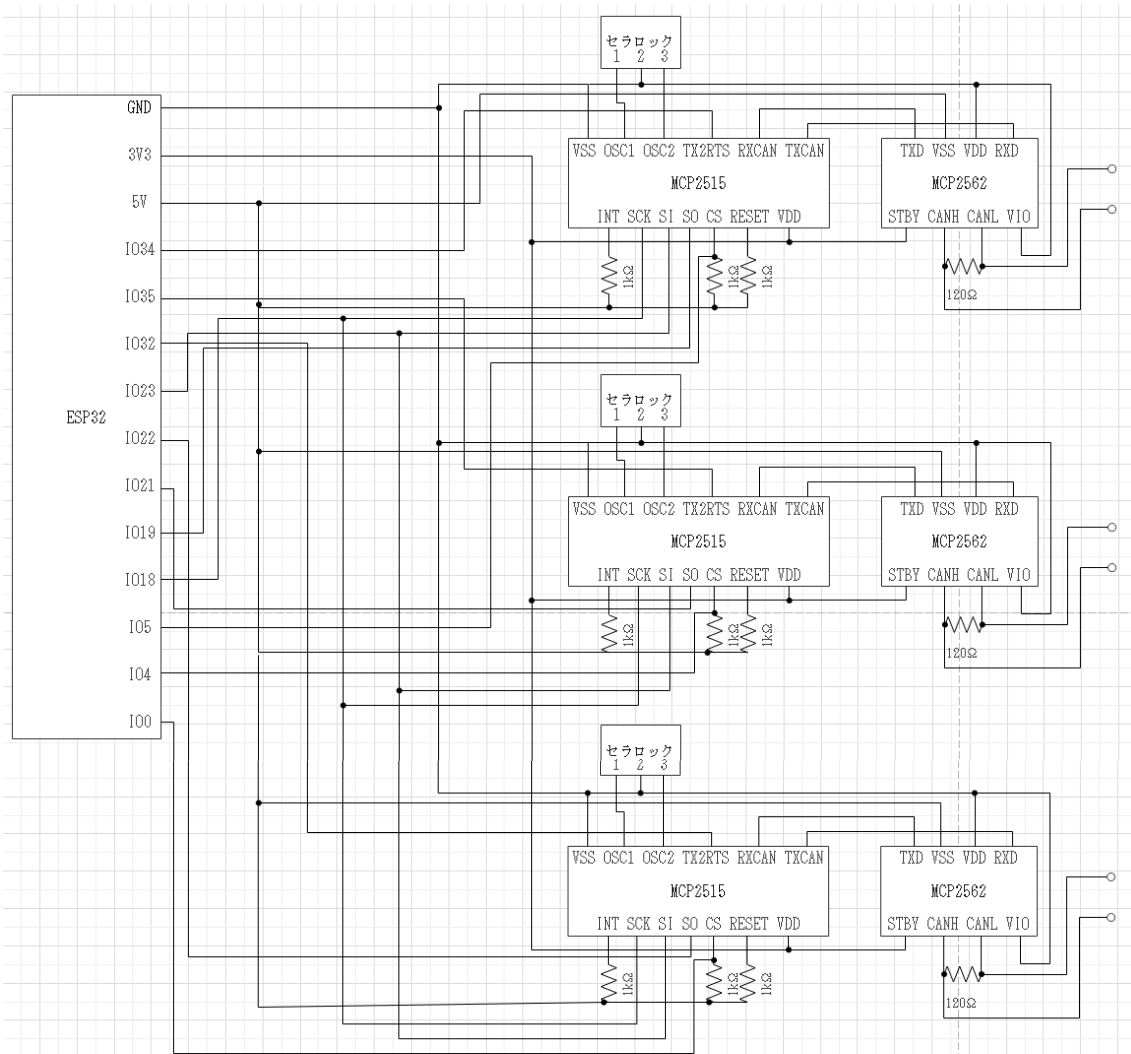 セラロック
1 2 3
GND
3V3
5V
IO34
IO35
IO32
IO23
ESP32
IO22
IO21
IO19
IO18
IO5
IO4
IO0
VSS OSC1 OSC2 TX2RTS RXCAN TXCAN
MCP2515
INT SCK SI SO CS RESET VDD
1kΩ 1kΩ 1kΩ
TXD VSS VDD RXD
MCP2562
STBY CANH CANL VIO
120Ω
セラロック
1 2 3
VSS OSC1 OSC2 TX2RTS RXCAN TXCAN
MCP2515
INT SCK SI SO CS RESET VDD
1kΩ 1kΩ 1kΩ
TXD VSS VDD RXD
MCP2562
STBY CANH CANL VIO
120Ω
セラロック
1 2 3
VSS OSC1 OSC2 TX2RTS RXCAN TXCAN
MCP2515
INT SCK SI SO CS RESET VDD
1kΩ 1kΩ 1kΩ
TXD VSS VDD RXD
MCP2562
STBY CANH CANL VIO
120Ω